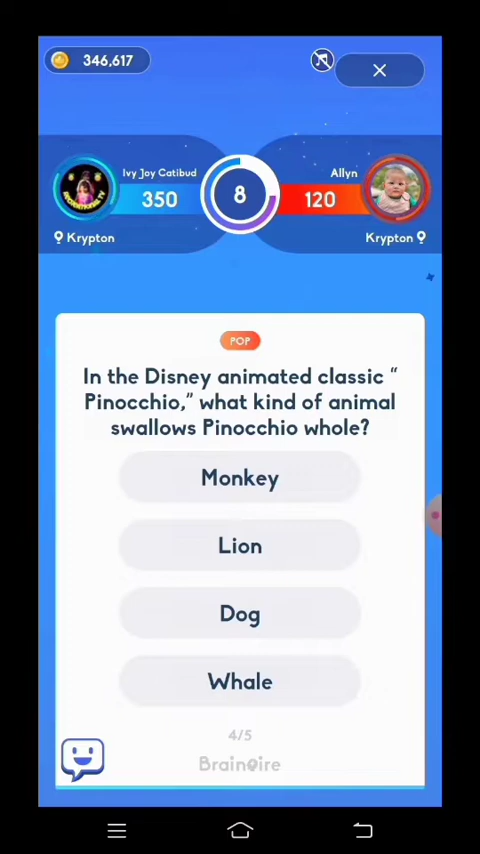 346,617
Ivy Joy Catibud
Allyn
350
8
120
Krypton
Krypton
POP
In the Disney animated classic “
Pinocchio,” what kind of animal
swallows Pinocchio whole?
Monkey
Lion
Dog
Whale
4/5
Braingire